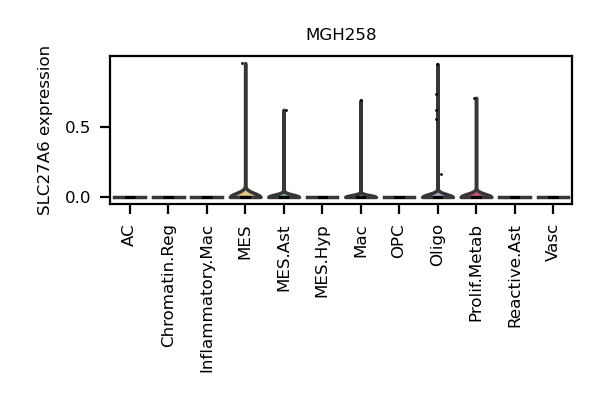 MGH258
SLC27A6 expression
0.5
0.0
AC
Chromatin.Reg
Inflammatory.Mac
MES
MES.Ast
MES.Hyp
Mac
OPC
Oligo
Prolif.Metab
Reactive.Ast
Vasc